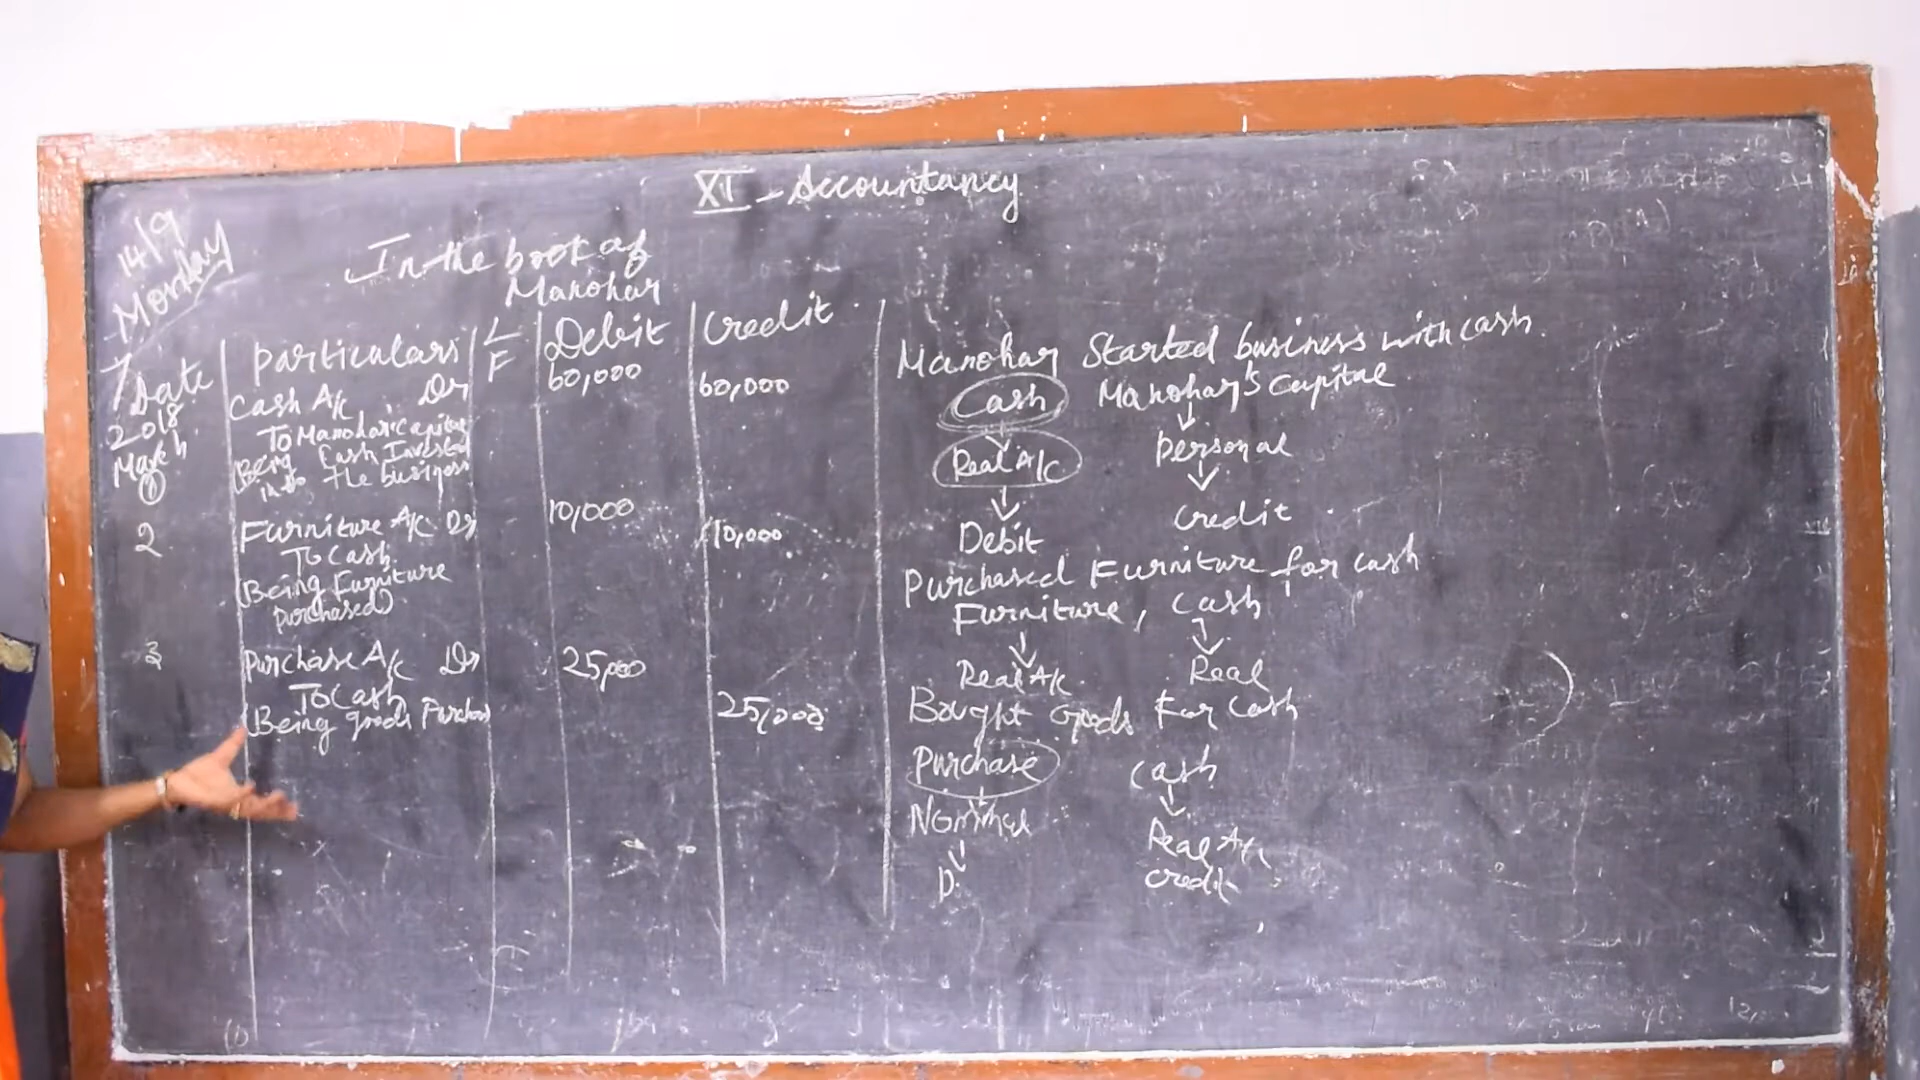 XI - Accountancy
14/9
Monday
In the book of
Manohar
Date
Particulars
L
F
Debit
Credit
2018
March
1
Cash A/c Dr
60,000
60,000
To Manohar capital
(Being Cash Invested
in to the business
2
Furniture A/c Dr
10,000
To Cash
10,000
(Being Furniture
purchased)
3
Purchase A/c Dr
25,000
To Cash
25,000
(Being goods Purchas
Manohar Started business with cash
Cash Manohar's Capital
Real A/c personal
Debit credit
Purchased Furniture for cash
Furniture, cash
Real A/c Real
Bought Goods For Cash
Purchase Cash
Nominal Real A/c
D. credit